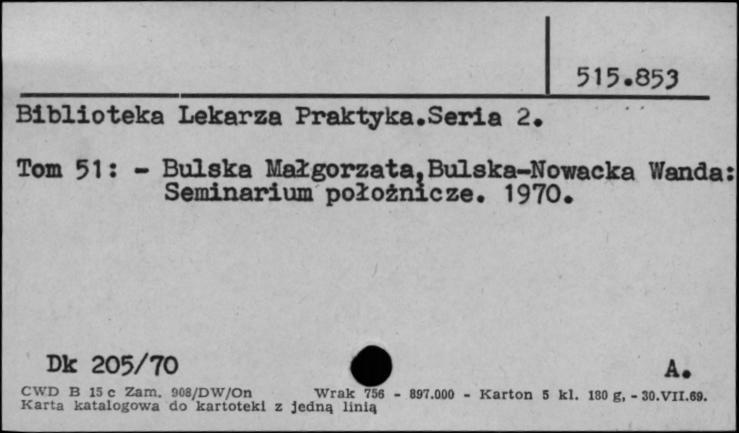 515.853
Biblioteka Lekarza Praktyka.Seria 2.
Tom 51: - Bulska Małgorzata,Bulska-Nowacka Wanda:
Seminarium położnicze. 1970.
Dk 205/70
A.
CWD B 15 c Zam. 908/DW/On Wrak 756 - 897.000 - Karton 5 kl. 180 g, - 30.VII.69.
Karta katalogowa do kartoteki z jedną linią